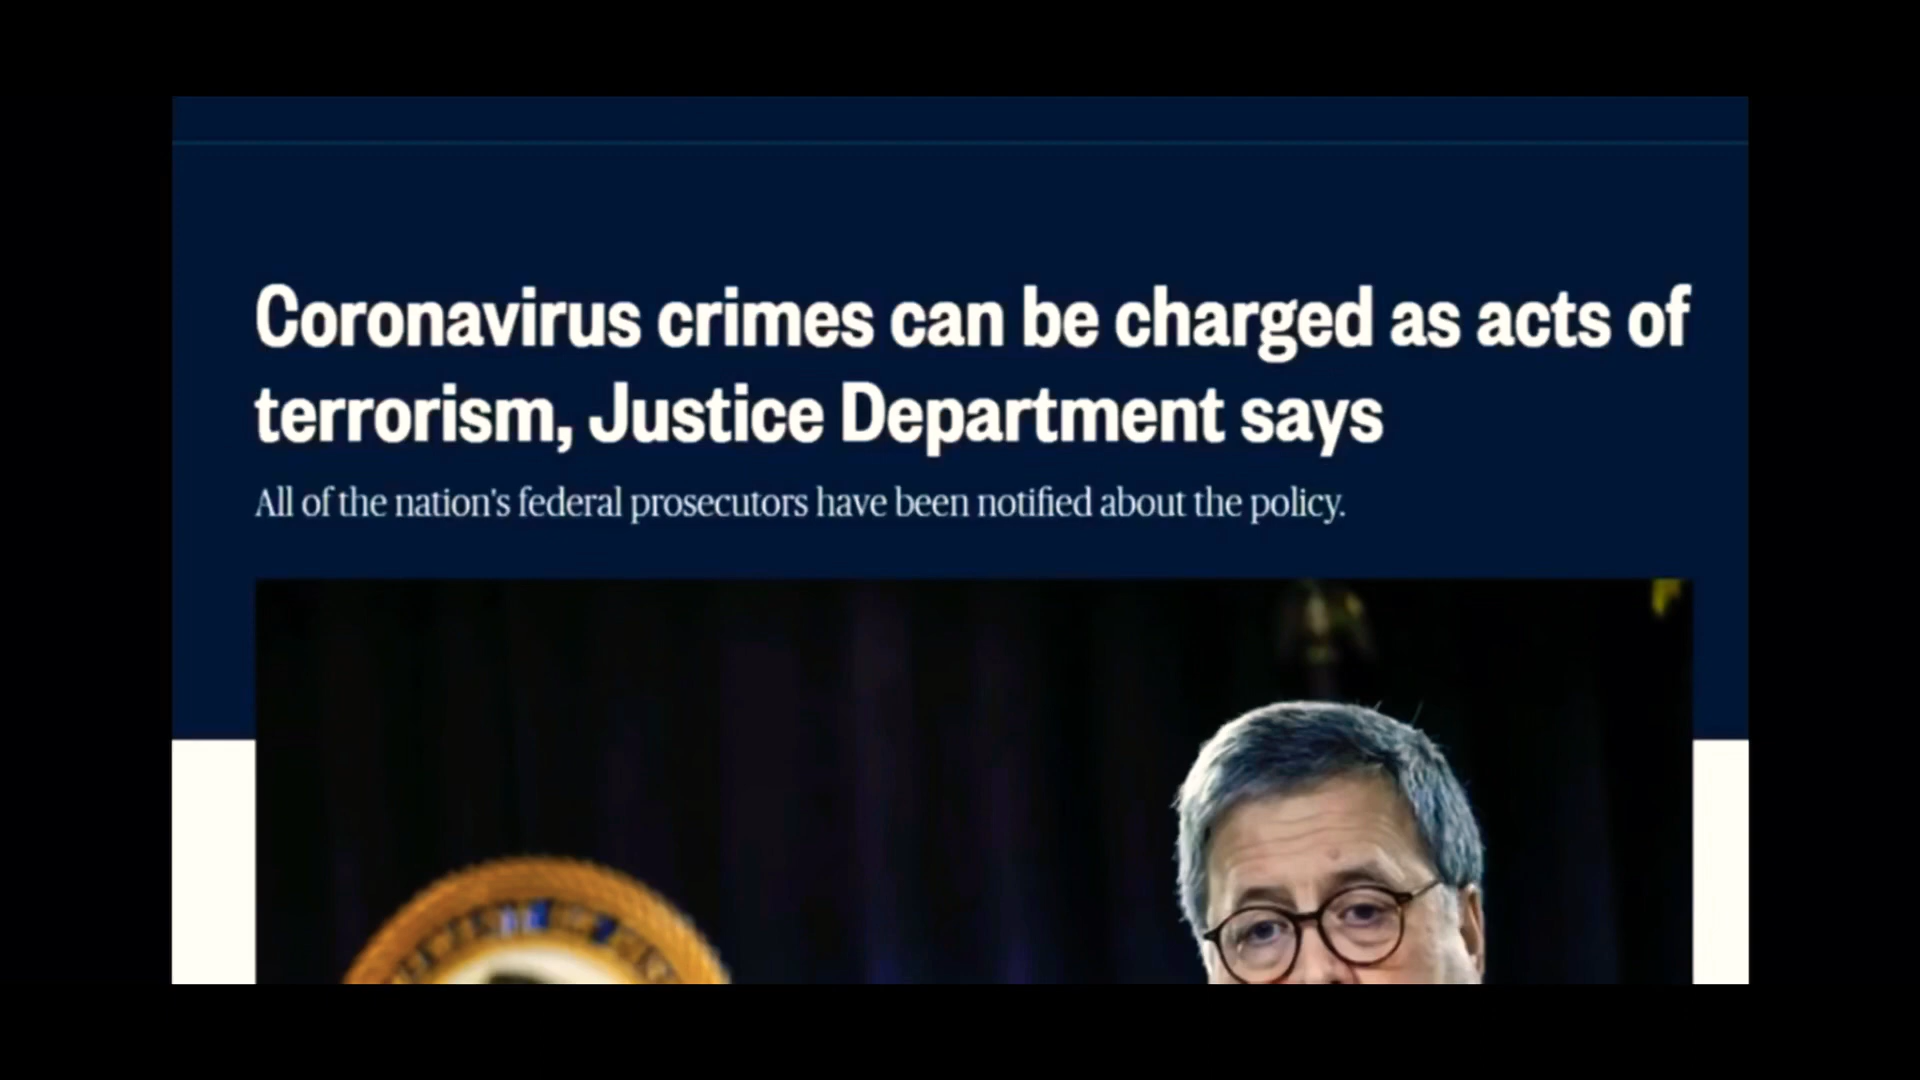 Coronavirus crimes can be charged as acts of
terrorism, Justice Department says
All of the nation's federal prosecutors have been notified about the policy.